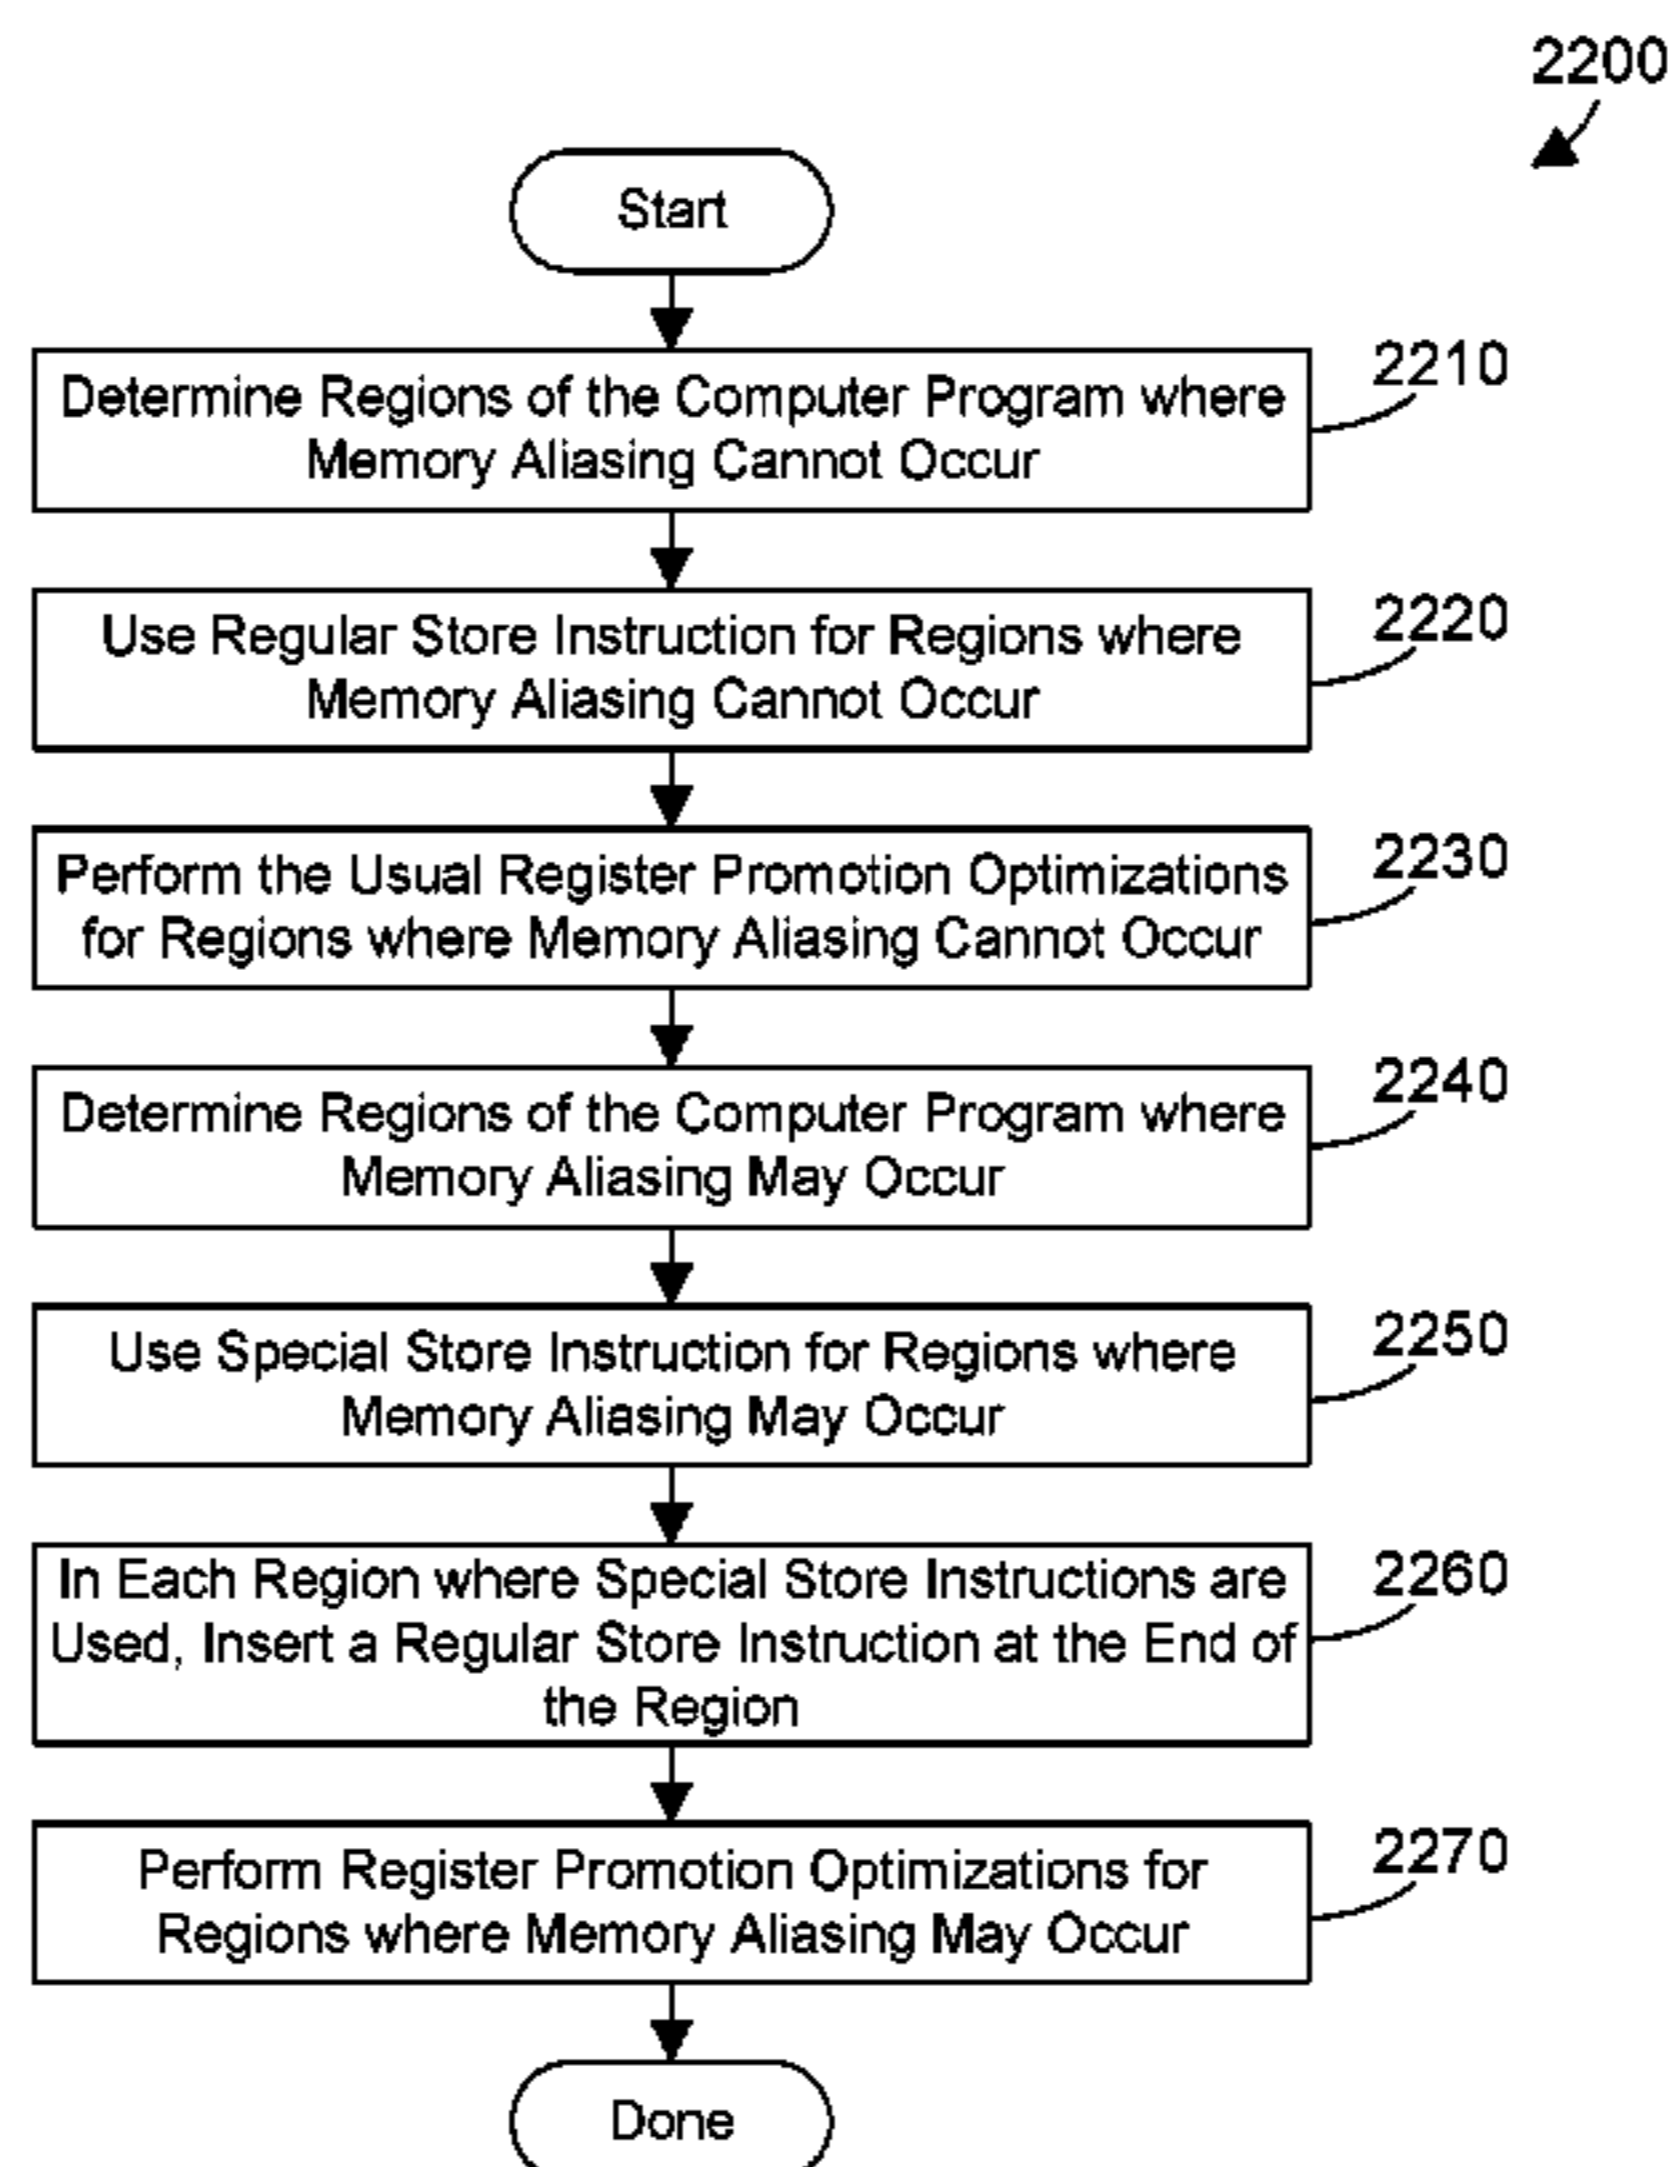 2200
Start
2210
Determine Regions of the Computer Program where
Memory Aliasing Cannot Occur
2220
Use Regular Store Instruction for Regions where
Memory Aliasing Cannot Occur
2230
Perform the Usual Register Promotion Optimizations
for Regions where Memory Aliasing Cannot Occur
2240
Determine Regions of the Computer Program where
Memory Aliasing May Occur
2250
Use Special Store Instruction for Regions where
Memory Aliasing May Occur
2260
In Each Region where Special Store Instructions are
Used, Insert a Regular Store Instruction at the End of
the Region
2270
Perform Register Promotion Optimizations for
Regions where Memory Aliasing May Occur
Done